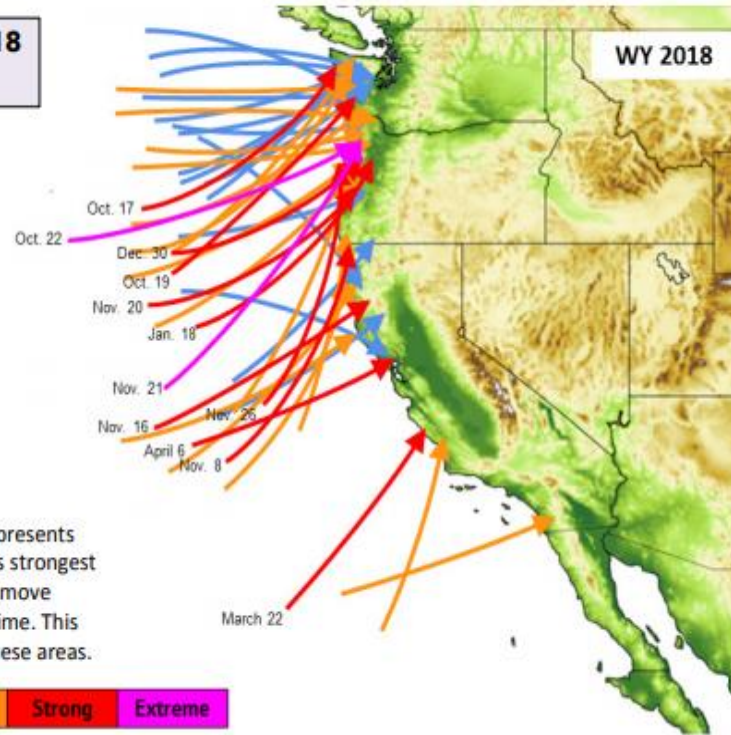 18
WY 2018
Oct. 17
Oct. 22
Dec. 30
Oct. 19
Nov. 20
Jan. 18
Nov. 21
Nov. 26
Nov. 16
April 6
Nov. 8
presents
s strongest
move
ime. This
ese areas.
March 22
Strong
Extreme